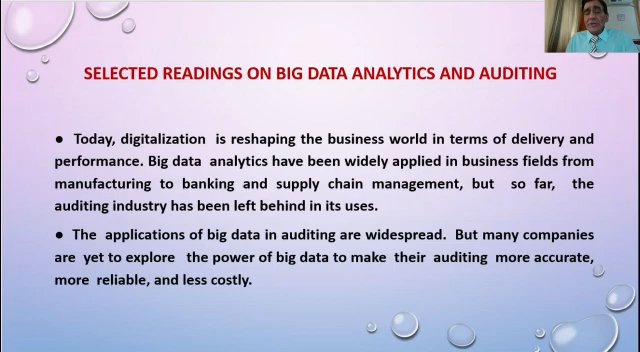 SELECTED READINGS ON BIG DATA ANALYTICS AND AUDITING
● Today, digitalization is reshaping the business world in terms of delivery and
performance. Big data analytics have been widely applied in business fields from
manufacturing to banking and supply chain management, but so far, the
auditing industry has been left behind in its uses.
● The applications of big data in auditing are widespread. But many companies
are yet to explore the power of big data to make their auditing more accurate,
more reliable, and less costly.